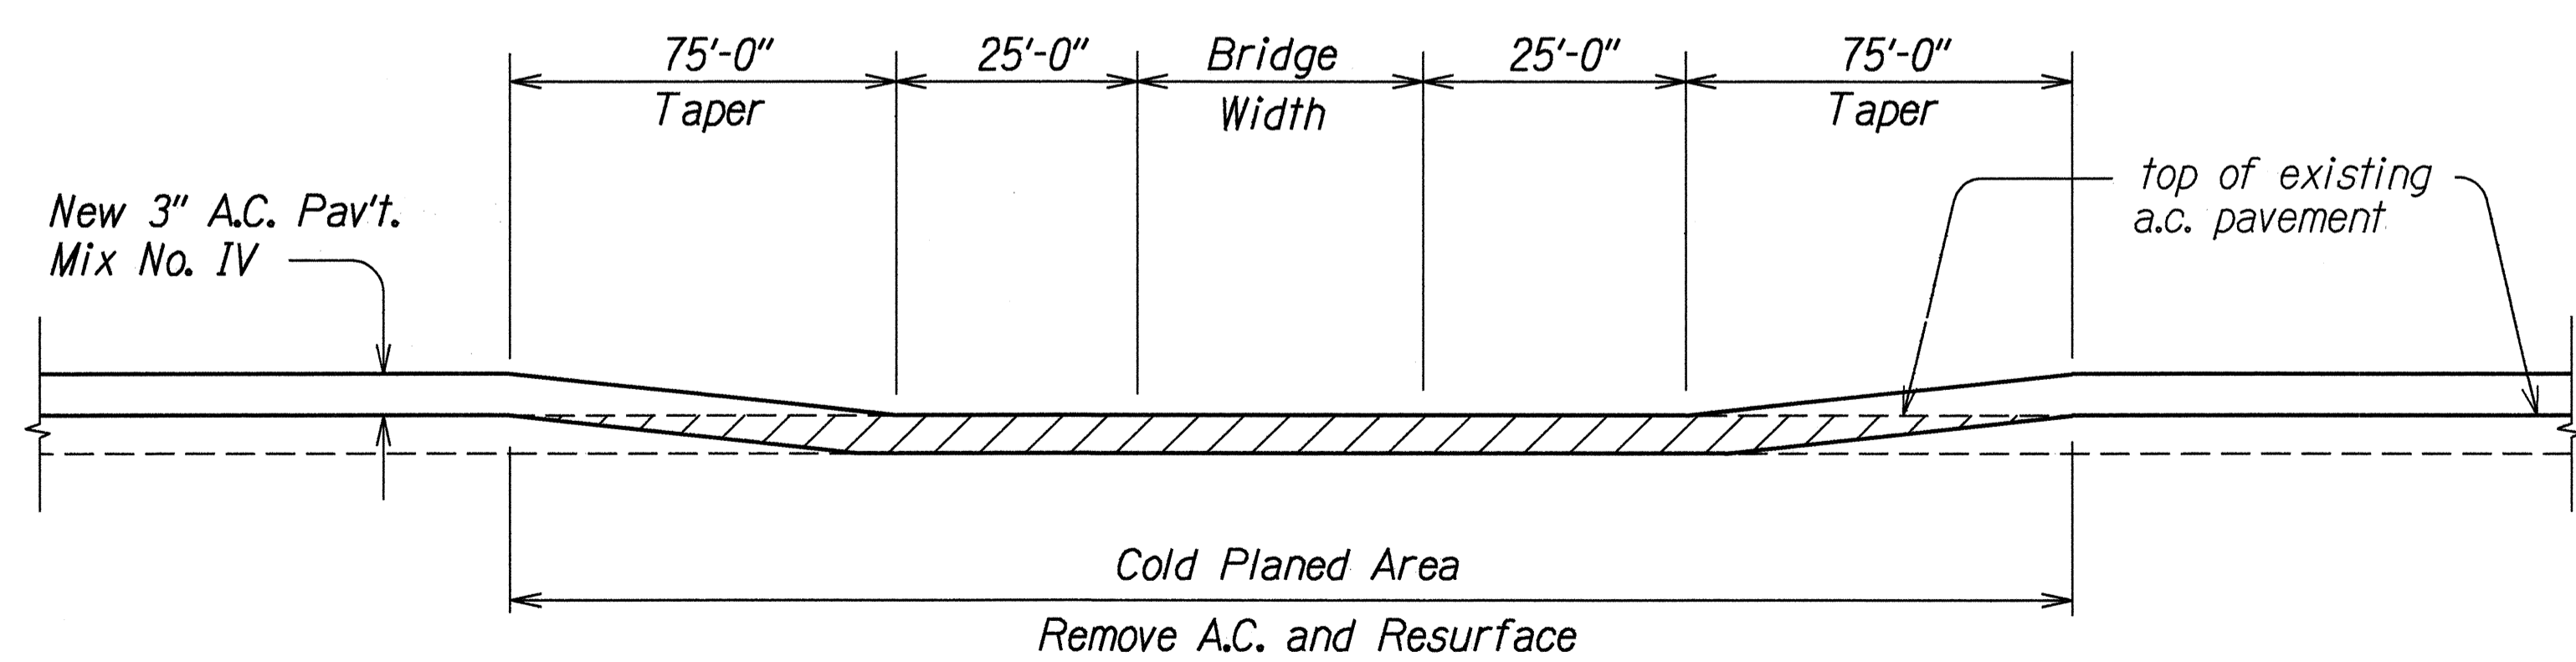 75'-0"
Taper
25'-0"
Bridge
Width
25'-0"
75'-0"
Taper
New 3" A.C. Pav't.
Mix No. IV
top of existing
a.c. pavement
Cold Planed Area
Remove A.C. and Resurface